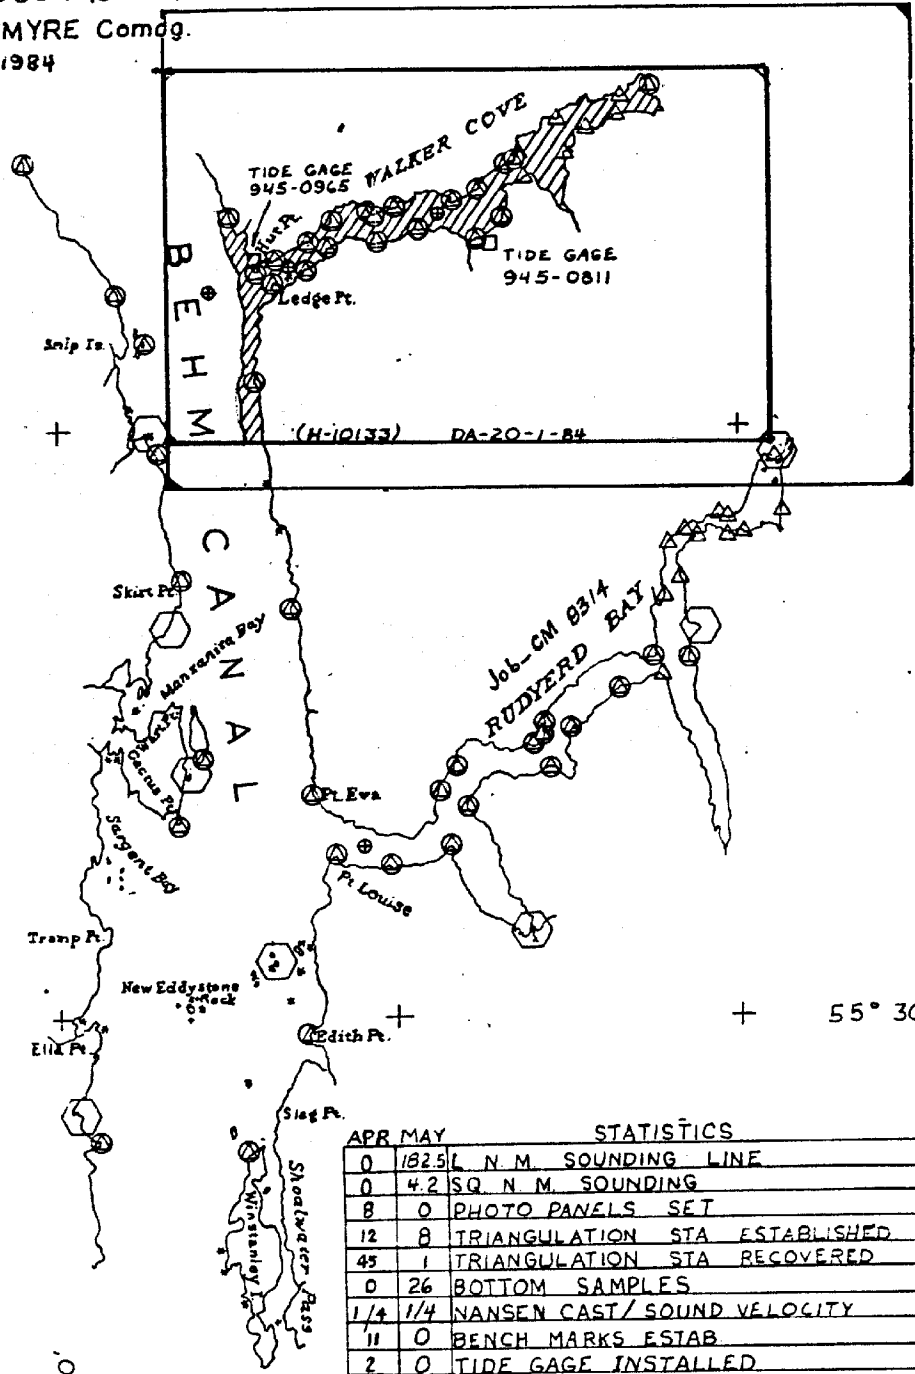 MYRE Comdg.
1984
WALKER COVE
TIDE GAGE
945-0965
Hut Pt.
TIDE GAGE
945-0811
Ledge Pt.
BEHM
Snip Is.
(H-10133) DA-20-1-84
CANAL
Skirt Pt.
Manzanita Bay
Job-CM 8314
RUDYERD BAY
Cactus Pt.
Pt. Eva
Sargent Bay
Pt Louise
Tramp Pt.
New Eddystone
Rock
55° 30
Ella Pt.
Edith Pt.
Slag Pt.
Shoalwater Pass
Winstanley I.
APR MAY STATISTICS
0 182.5 L. N. M. SOUNDING LINE
0 4.2 SQ. N. M. SOUNDING
8 0 PHOTO PANELS SET
12 8 TRIANGULATION STA ESTABLISHED
45 1 TRIANGULATION STA RECOVERED
0 26 BOTTOM SAMPLES
1/4 1/4 NANSEN CAST/SOUND VELOCITY
11 0 BENCH MARKS ESTAB
2 0 TIDE GAGE INSTALLED